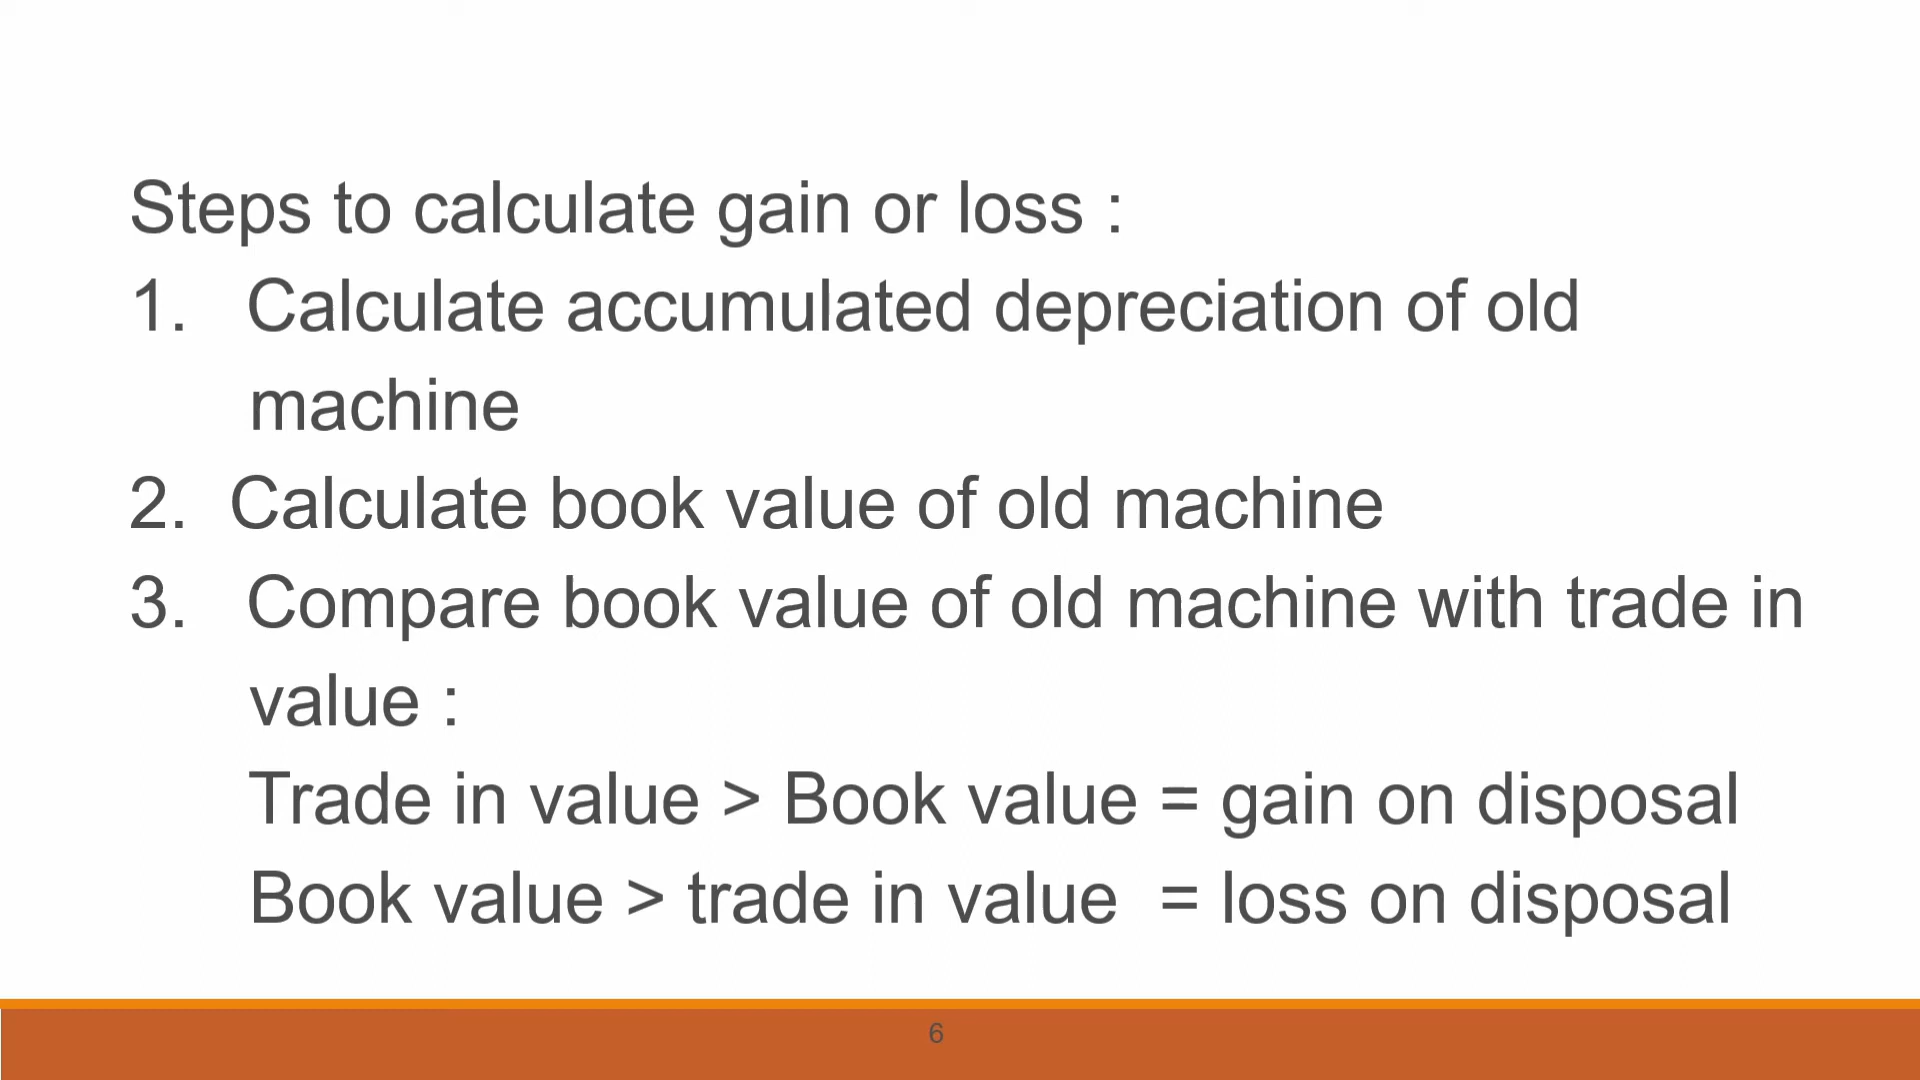 Steps to calculate gain or loss :
1. Calculate accumulated depreciation of old
machine
2. Calculate book value of old machine
3. Compare book value of old machine with trade in
value :
Trade in value > Book value = gain on disposal
Book value > trade in value = loss on disposal
6